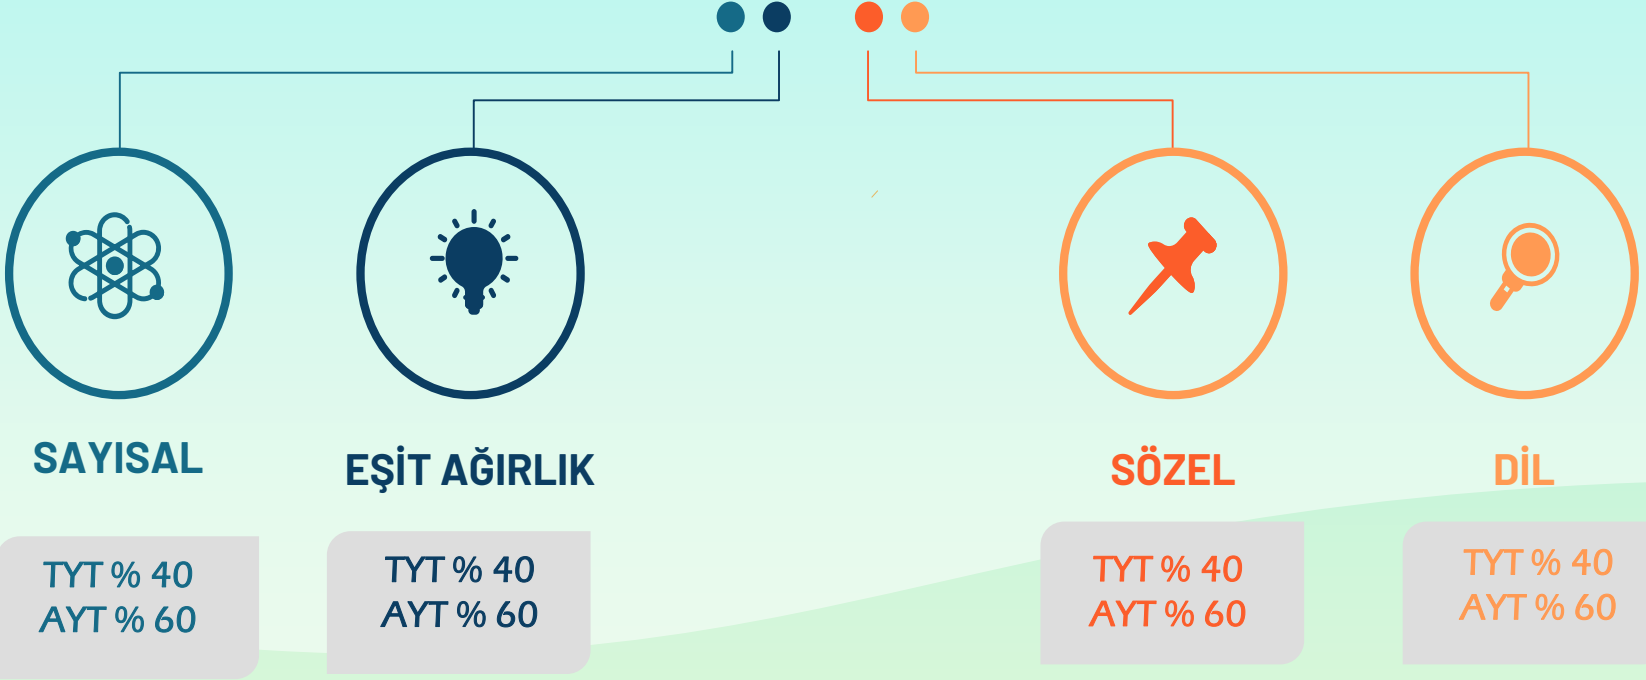 SAYISAL
EŞİT AĞIRLIK
SÖZEL
DİL
TYT % 40
AYT % 60
TYT % 40
AYT % 60
TYT % 40
AYT % 60
TYT % 40
AYT % 60